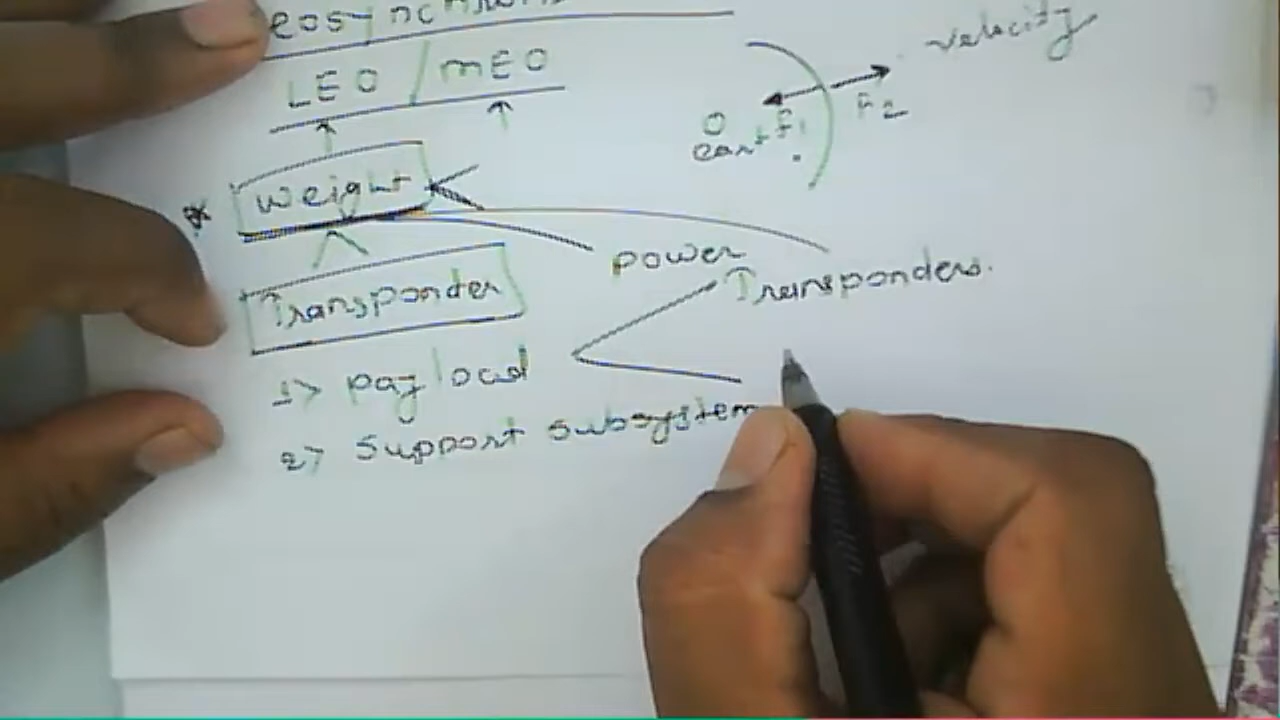 LEO / MEO
velocity
F1
F2
earth
Weight
power
Transponders.
Transponder
1> payload
2> Support subsystem